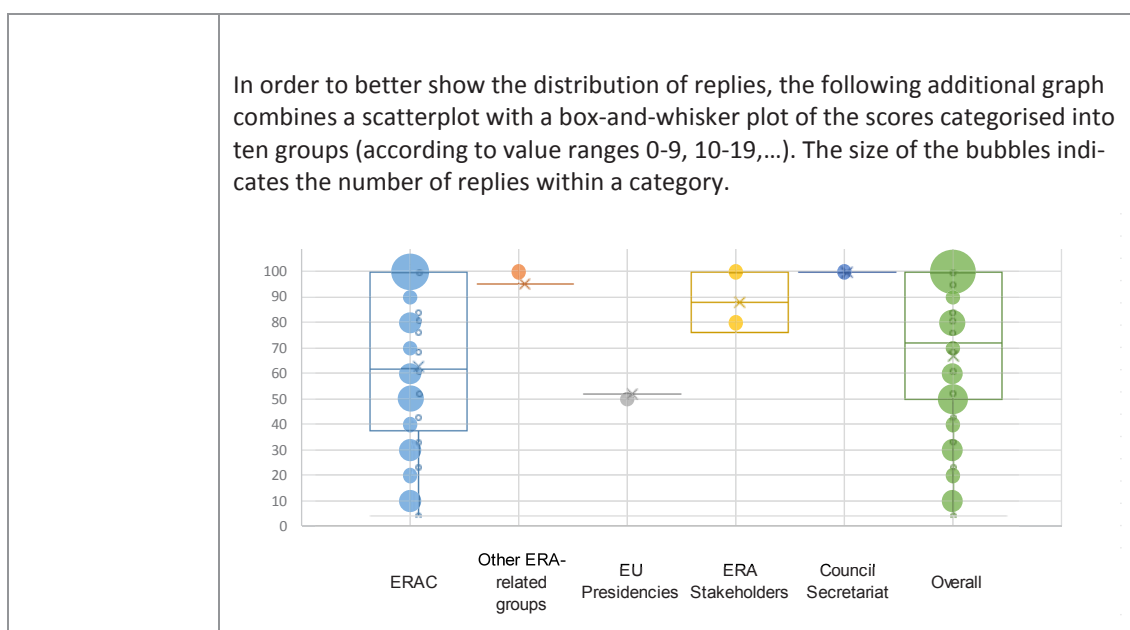 In order to better show the distribution of replies, the following additional graph
combines a scatterplot with a box-and-whisker plot of the scores categorised into
ten groups (according to value ranges 0-9, 10-19,...). The size of the bubbles indi-
cates the number of replies within a category.
100
90
80
70
60
50
40
30
20
10
0
ERAC
Other ERA-
related
groups
EU
Presidencies
ERA
Stakeholders
Council
Secretariat
Overall